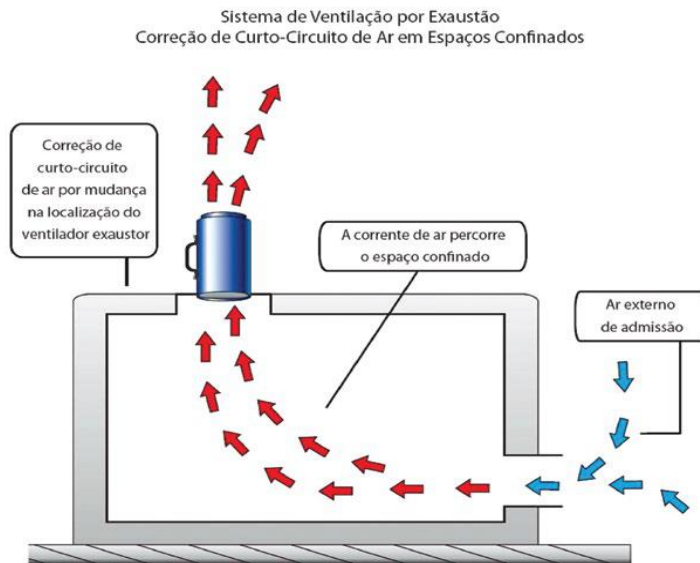 Sistema de Ventilação por Exaustão
Correção de Curto-Circuito de Ar em Espaços Confinados
Correção de
curto-circuito
de ar por mudança
na localização do
ventilador exaustor
A corrente de ar percorre
o espaço confinado
Ar externo
de admissão